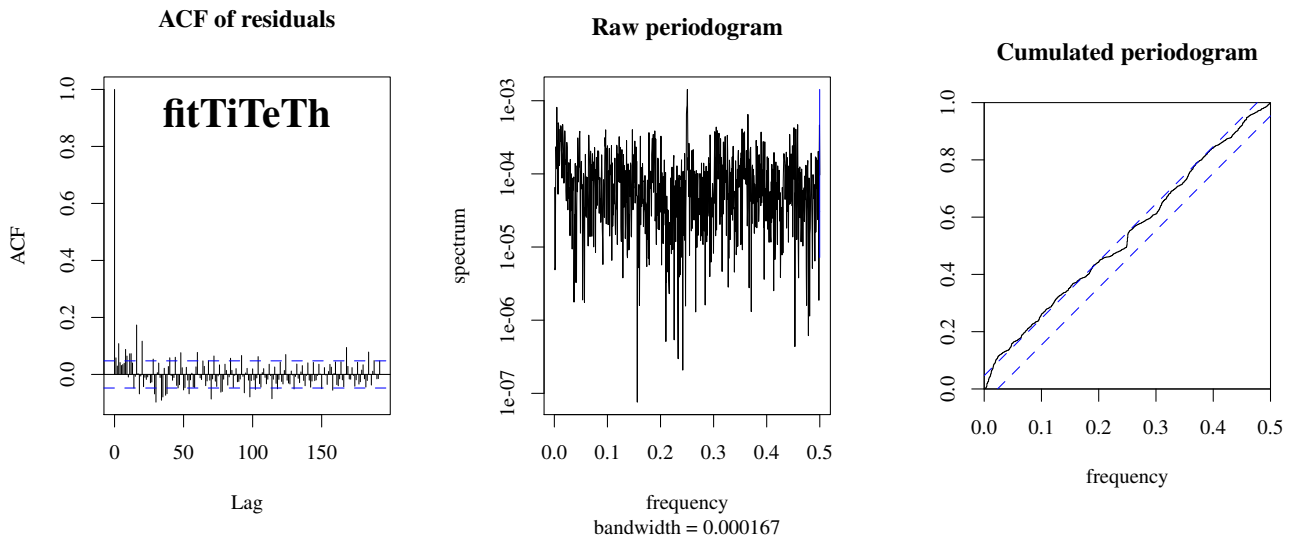 ACF of residuals
fitTiTeTh
ACF
1.0
0.8
0.6
0.4
0.2
0.0
0 50 100 150
Lag
Raw periodogram
spectrum
1e-03
1e-04
1e-05
1e-06
1e-07
0.0 0.1 0.2 0.3 0.4 0.5
frequency
bandwidth = 0.000167
Cumulated periodogram
1.0
0.8
0.6
0.4
0.2
0.0
0.0 0.1 0.2 0.3 0.4 0.5
frequency